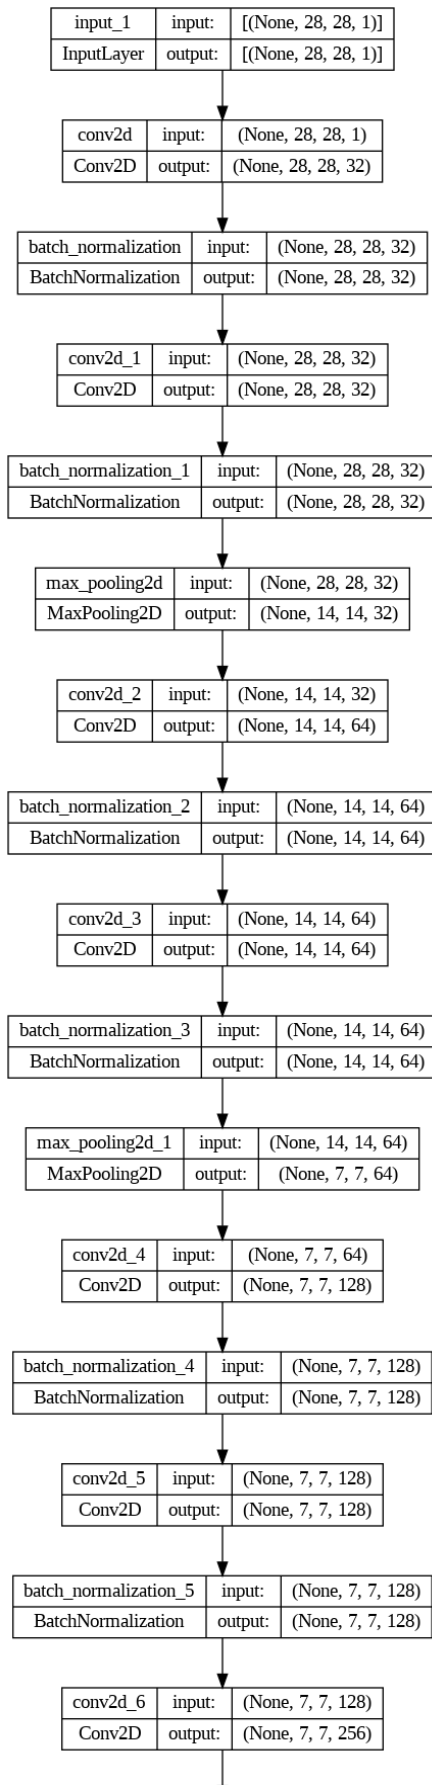 input_1 input: [(None, 28, 28, 1)]
InputLayer output: [(None, 28, 28, 1)]
conv2d input: (None, 28, 28, 1)
Conv2D output: (None, 28, 28, 32)
batch_normalization input: (None, 28, 28, 32)
BatchNormalization output: (None, 28, 28, 32)
conv2d_1 input: (None, 28, 28, 32)
Conv2D output: (None, 28, 28, 32)
batch_normalization_1 input: (None, 28, 28, 32)
BatchNormalization output: (None, 28, 28, 32)
max_pooling2d input: (None, 28, 28, 32)
MaxPooling2D output: (None, 14, 14, 32)
conv2d_2 input: (None, 14, 14, 32)
Conv2D output: (None, 14, 14, 64)
batch_normalization_2 input: (None, 14, 14, 64)
BatchNormalization output: (None, 14, 14, 64)
conv2d_3 input: (None, 14, 14, 64)
Conv2D output: (None, 14, 14, 64)
batch_normalization_3 input: (None, 14, 14, 64)
BatchNormalization output: (None, 14, 14, 64)
max_pooling2d_1 input: (None, 14, 14, 64)
MaxPooling2D output: (None, 7, 7, 64)
conv2d_4 input: (None, 7, 7, 64)
Conv2D output: (None, 7, 7, 128)
batch_normalization_4 input: (None, 7, 7, 128)
BatchNormalization output: (None, 7, 7, 128)
conv2d_5 input: (None, 7, 7, 128)
Conv2D output: (None, 7, 7, 128)
batch_normalization_5 input: (None, 7, 7, 128)
BatchNormalization output: (None, 7, 7, 128)
conv2d_6 input: (None, 7, 7, 128)
Conv2D output: (None, 7, 7, 256)